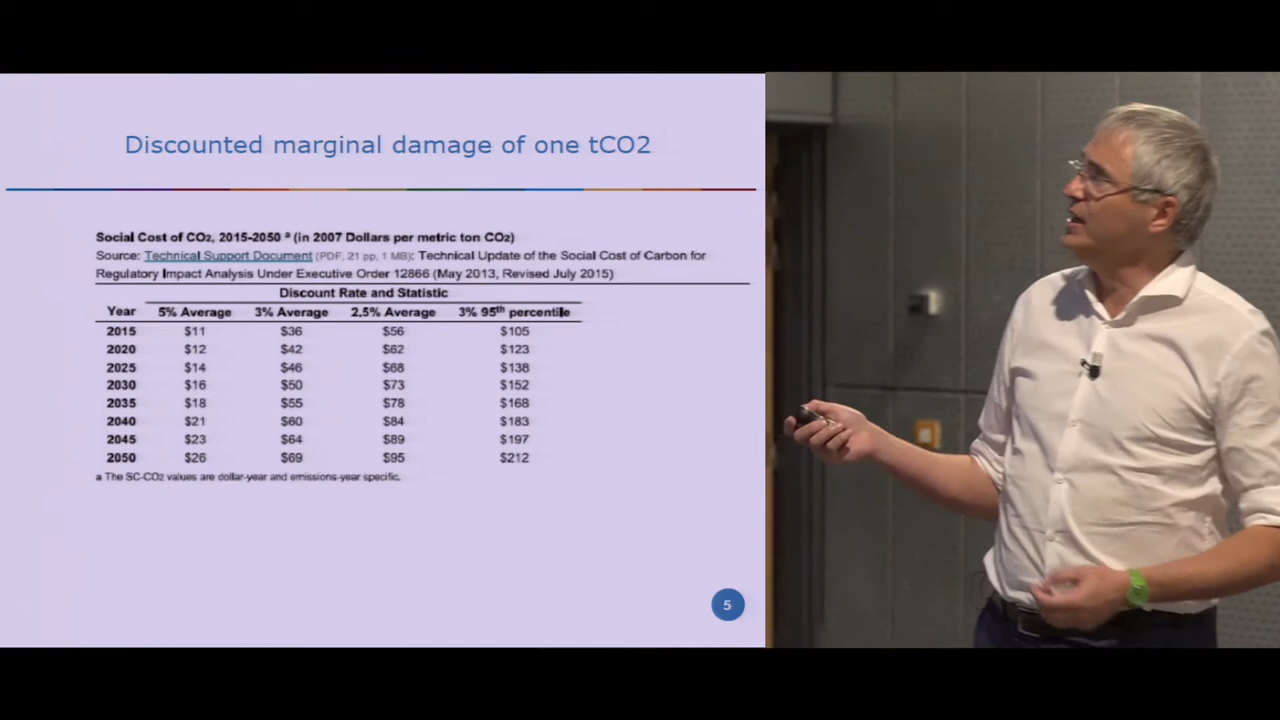 Discounted marginal damage of one tCO2
Social Cost of CO₂, 2015-2050 ª (in 2007 Dollars per metric ton CO₂)
Source: Technical Support Document (PDF, 21 pp, 1 MB): Technical Update of the Social Cost of Carbon for
Regulatory Impact Analysis Under Executive Order 12866 (May 2013, Revised July 2015)
Discount Rate and Statistic
Year 5% Average 3% Average 2.5% Average 3% 95th percentile
2015 $11 $36 $56 $105
2020 $12 $42 $62 $123
2025 $14 $46 $68 $138
2030 $16 $50 $73 $152
2035 $18 $55 $78 $168
2040 $21 $60 $84 $183
2045 $23 $64 $89 $197
2050 $26 $69 $95 $212
a The SC-CO₂ values are dollar-year and emissions-year specific.
5